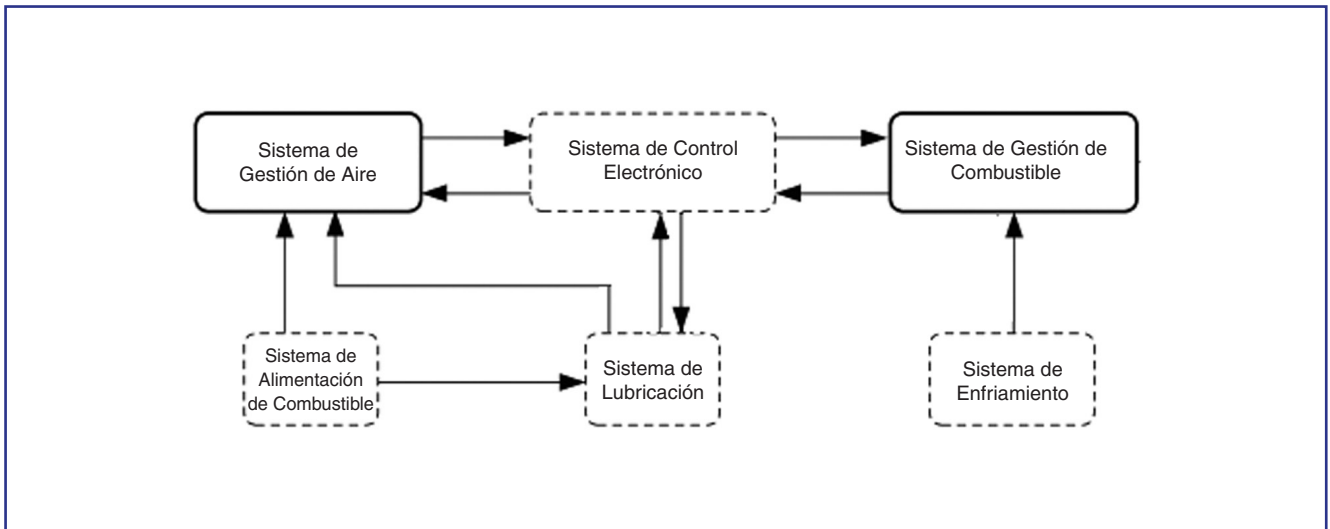 Sistema de
Gestión de Aire
Sistema de Control
Electrónico
Sistema de Gestión de
Combustible
Sistema de
Alimentación
de Combustible
Sistema de
Lubricación
Sistema de
Enfriamiento